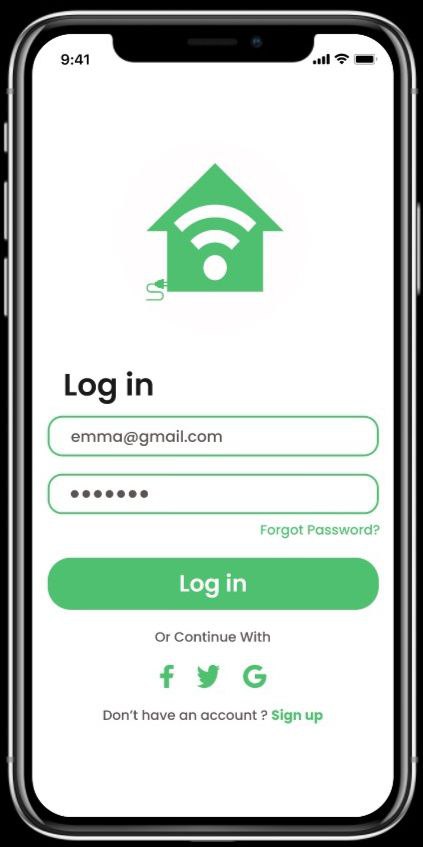 9:41
Log in
emma@gmail.com
•••••••
Forgot Password?
Log in
Or Continue With
Don’t have an account ? Sign up